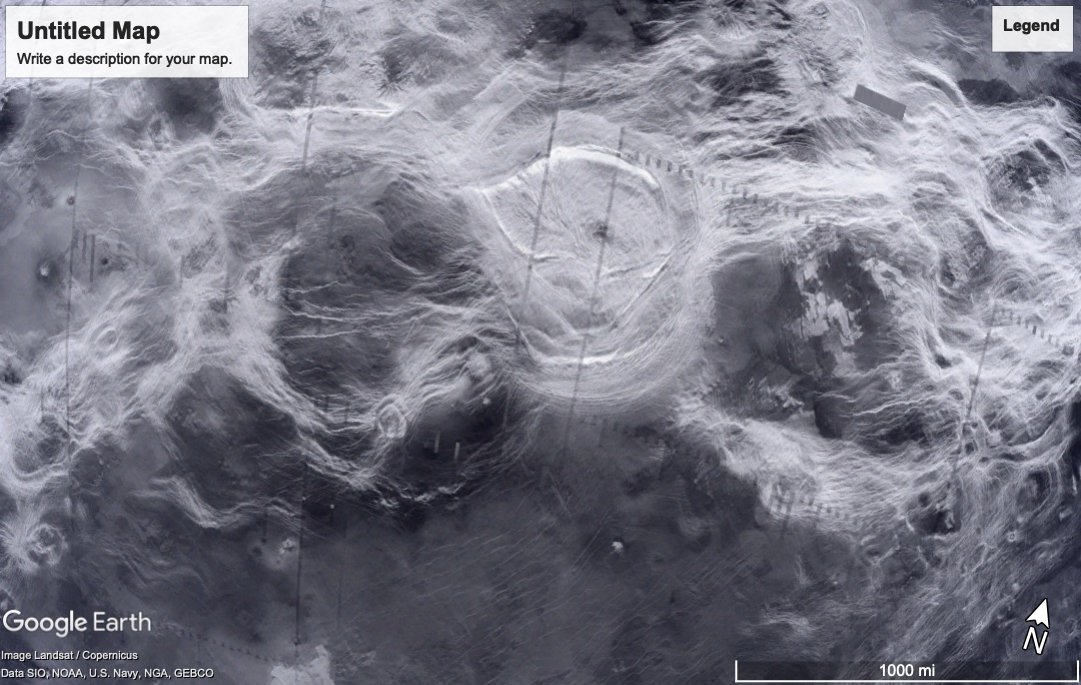 Untitled Map
Write a description for your map.
Legend
Google Earth
Image Landsat / Copernicus
Data SIO, NOAA, U.S. Navy, NGA, GEBCO
N
1000 mi